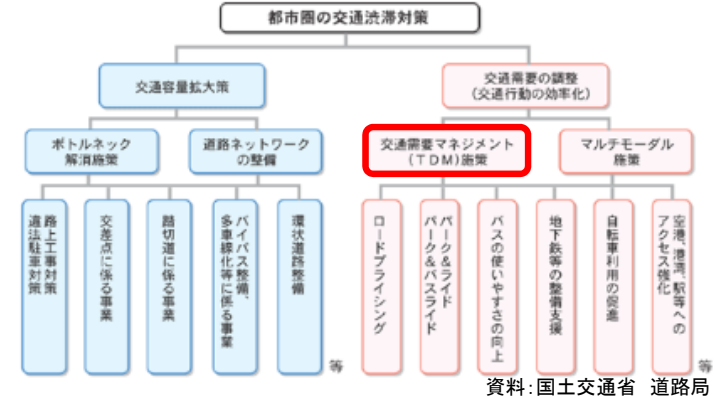 都市圏の交通渋滞対策
交通容量拡大策
交通需要の調整
(交通行動の効率化)
ボトルネック
解消施策
道路ネットワーク
の整備
交通需要マネジメント
(TDM)施策
マルチモーダル
施策
路上工事対策
違法駐車対策
交差点に係る事業
踏切道に係る事業
バイパス整備、
多車線化等に係る事業
環状道路整備
等
ロードプライシング
パーク&ライド
パーク&バスライド
バスの使いやすさの向上
地下鉄等の整備支援
自転車利用の促進
空港、港湾、駅等への
アクセス強化
等
資料:国土交通省 道路局